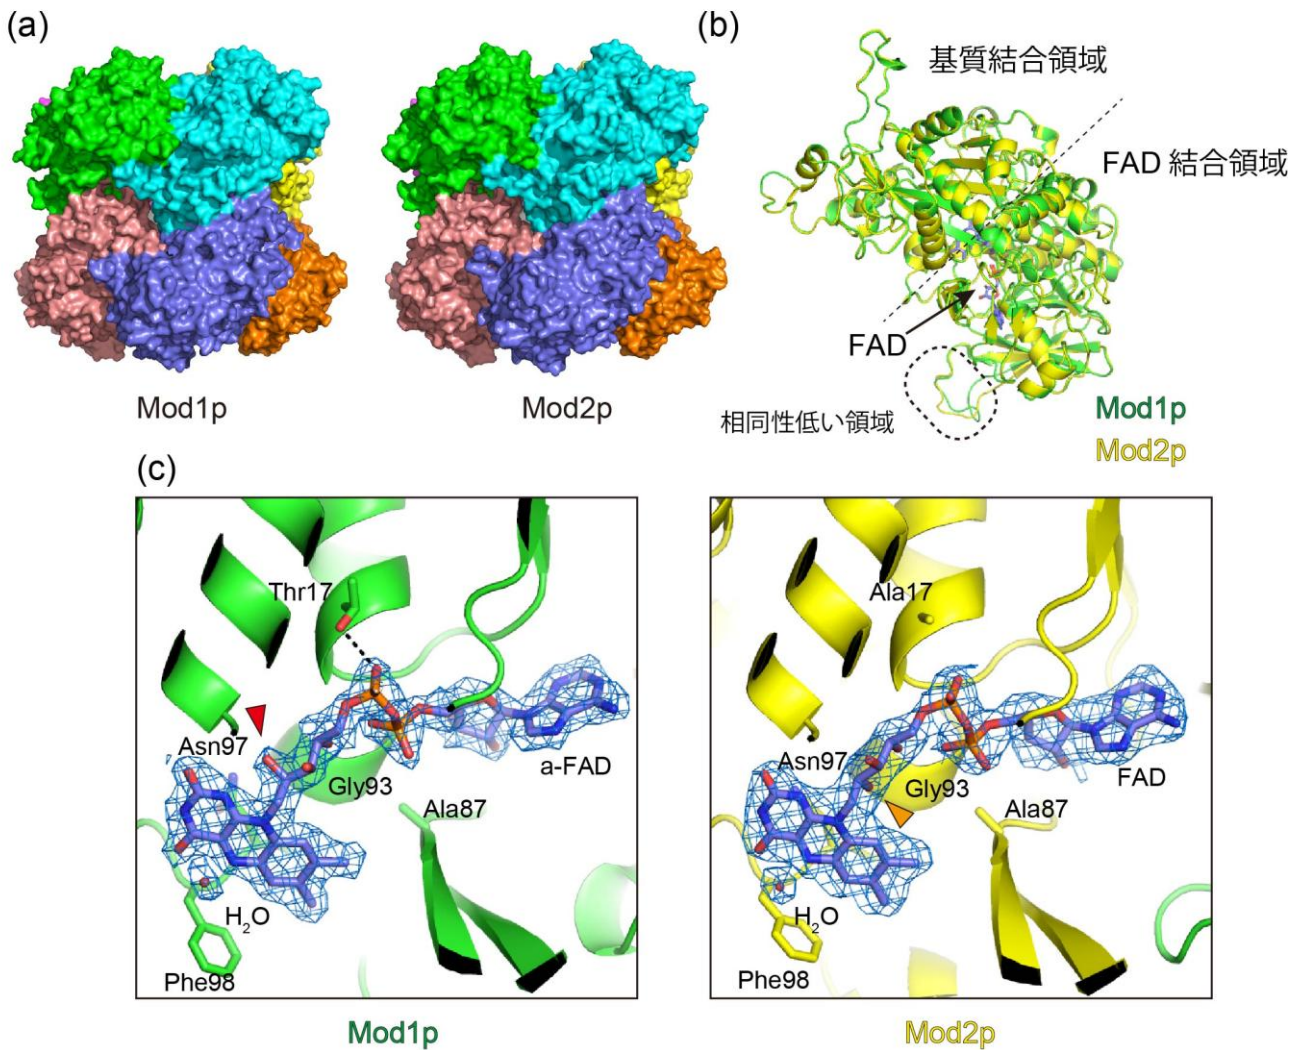 (a)
Mod1p
Mod2p
(b)
基質結合領域
FAD 結合領域
FAD
相同性低い領域
Mod1p
Mod2p
(c)
Thr17
Asn97
Gly93
a-FAD
Ala87
H₂O
Phe98
Mod1p
Ala17
Asn97
Gly93
FAD
Ala87
H₂O
Phe98
Mod2p